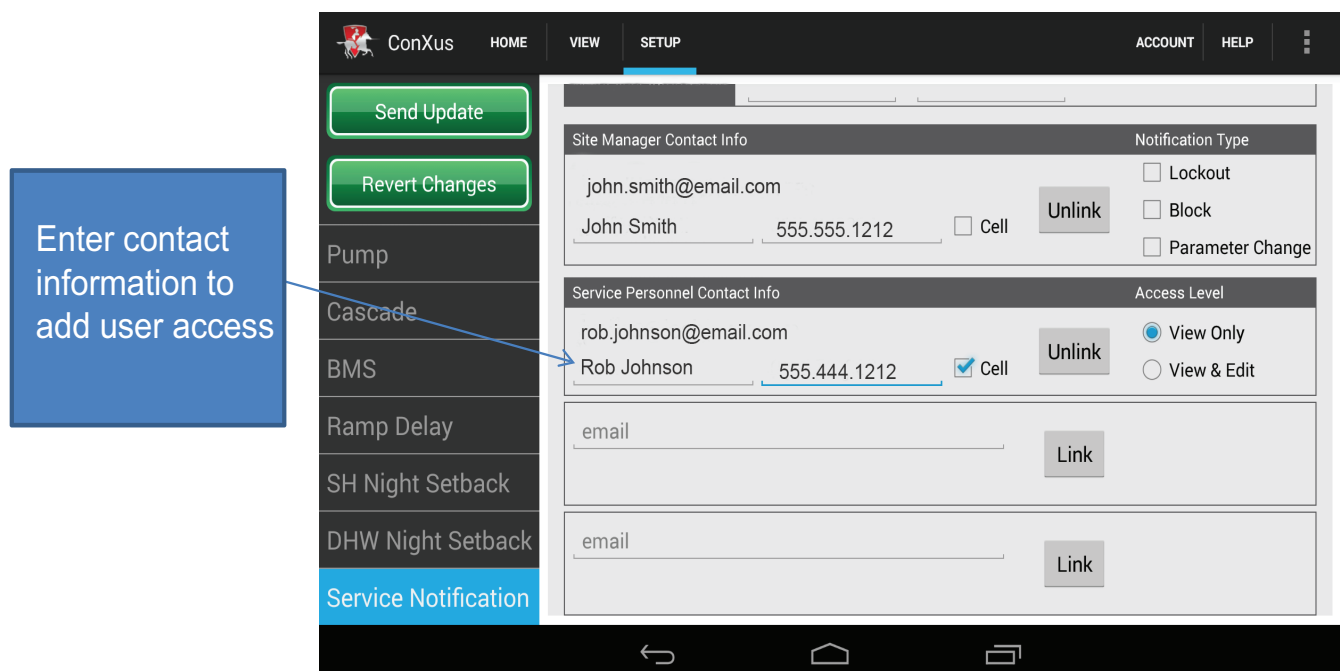 ConXus HOME VIEW SETUP ACCOUNT HELP
Enter contact
information to
add user access
Send Update
Revert Changes
Pump
Cascade
BMS
Ramp Delay
SH Night Setback
DHW Night Setback
Service Notification
Site Manager Contact Info Notification Type
john.smith@email.com
John Smith 555.555.1212 Cell Unlink
Lockout
Block
Parameter Change
Service Personnel Contact Info Access Level
rob.johnson@email.com
Rob Johnson 555.444.1212 Cell Unlink
View Only
View & Edit
email
Link
email
Link